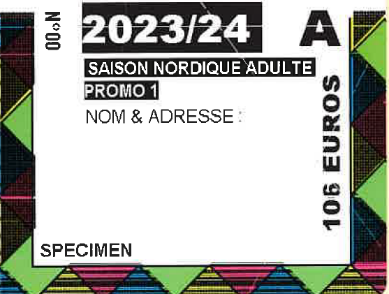 N°00
2023/24 A
SAISON NORDIQUE ADULTE
PROMO 1
NOM & ADRESSE :
106 EUROS
SPECIMEN